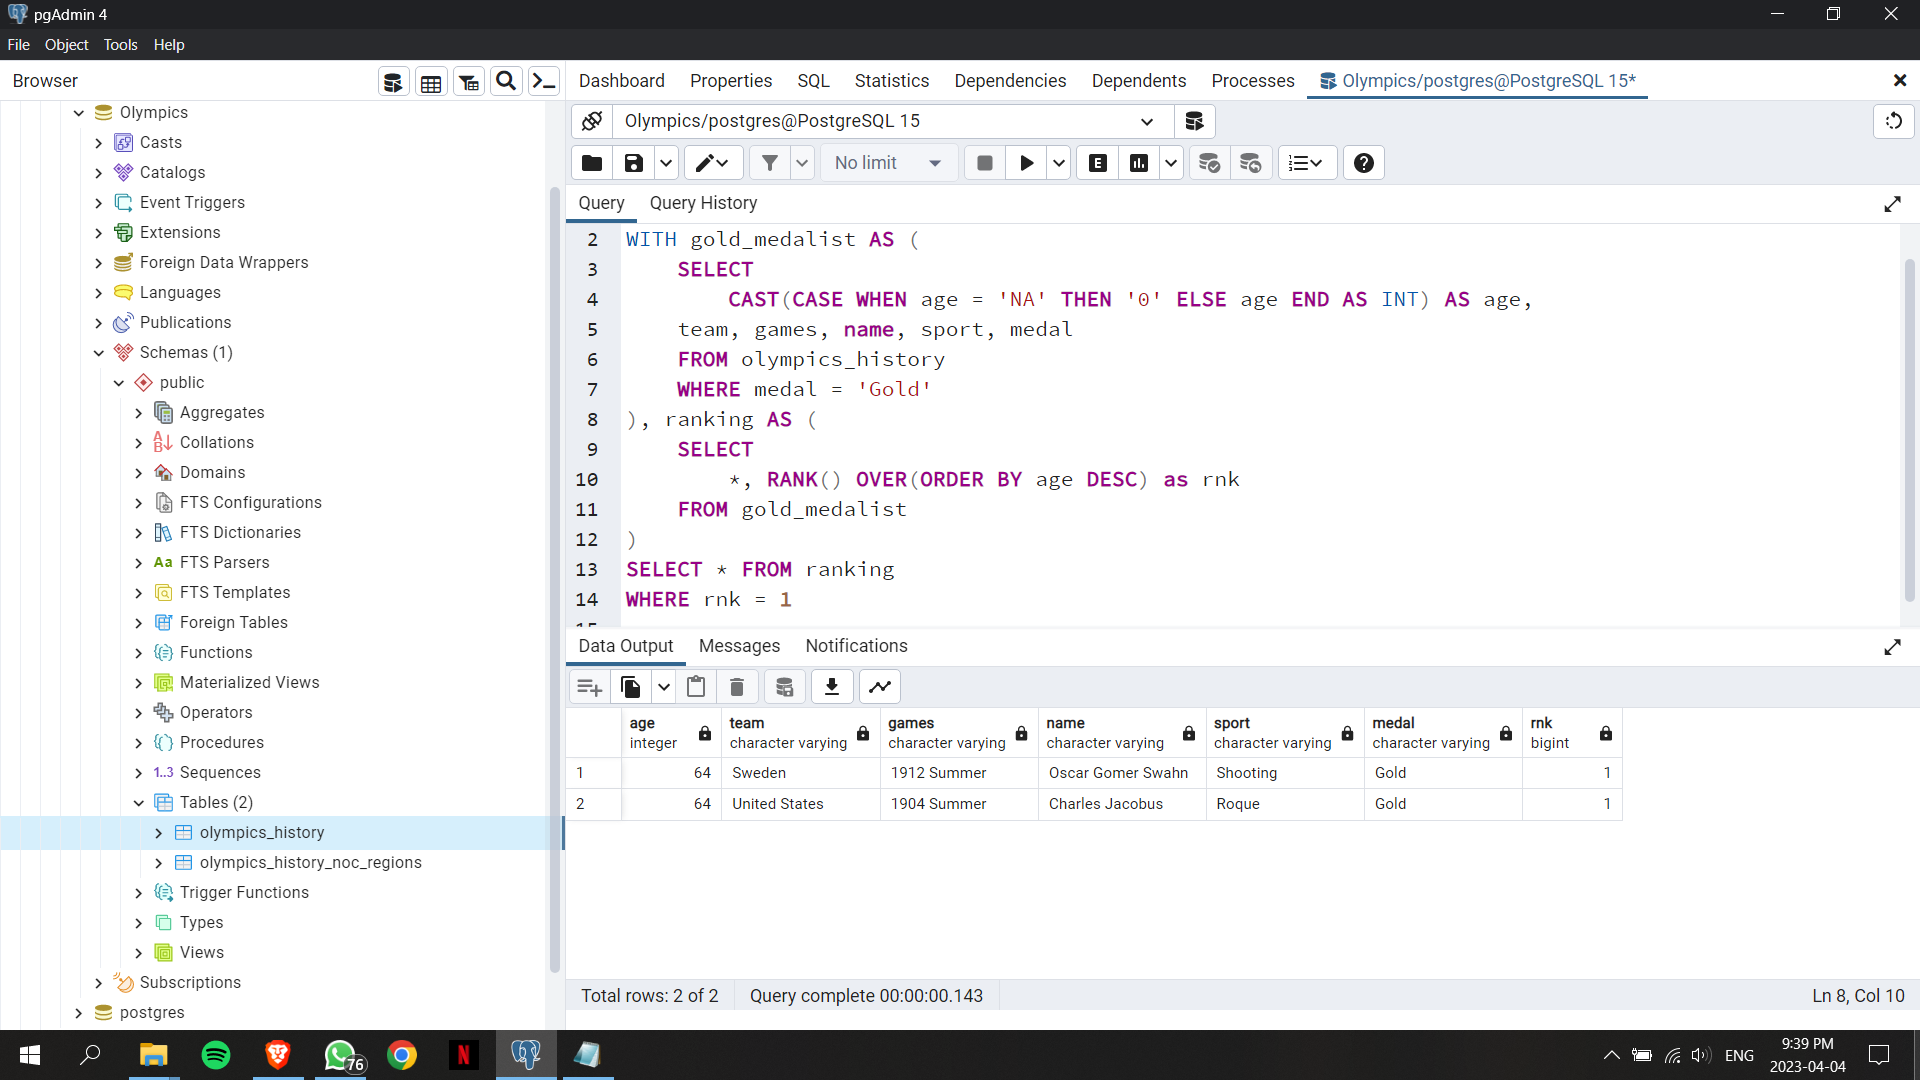 pgAdmin 4
File Object Tools Help
Browser
Dashboard Properties SQL Statistics Dependencies Dependents Processes Olympics/postgres@PostgreSQL 15*
Olympics
Casts
Catalogs
Event Triggers
Extensions
Foreign Data Wrappers
Languages
Publications
Schemas (1)
public
Aggregates
Collations
Domains
FTS Configurations
FTS Dictionaries
Aa FTS Parsers
FTS Templates
Foreign Tables
Functions
Materialized Views
Operators
Procedures
1..3 Sequences
Tables (2)
olympics_history
olympics_history_noc_regions
Trigger Functions
Types
Views
Subscriptions
postgres
Olympics/postgres@PostgreSQL 15
No limit E
Query Query History
2 WITH gold_medalist AS (
3 SELECT
4 CAST(CASE WHEN age = 'NA' THEN '0' ELSE age END AS INT) AS age,
5 team, games, name, sport, medal
6 FROM olympics_history
7 WHERE medal = 'Gold'
8 ), ranking AS (
9 SELECT
10 *, RANK() OVER(ORDER BY age DESC) as rnk
11 FROM gold_medalist
12 )
13 SELECT * FROM ranking
14 WHERE rnk = 1
Data Output Messages Notifications
age team games name sport medal rnk
integer character varying character varying character varying character varying character varying bigint
1 64 Sweden 1912 Summer Oscar Gomer Swahn Shooting Gold 1
2 64 United States 1904 Summer Charles Jacobus Roque Gold 1
Total rows: 2 of 2 Query complete 00:00:00.143 Ln 8, Col 10
76 N ENG 9:39 PM
2023-04-04